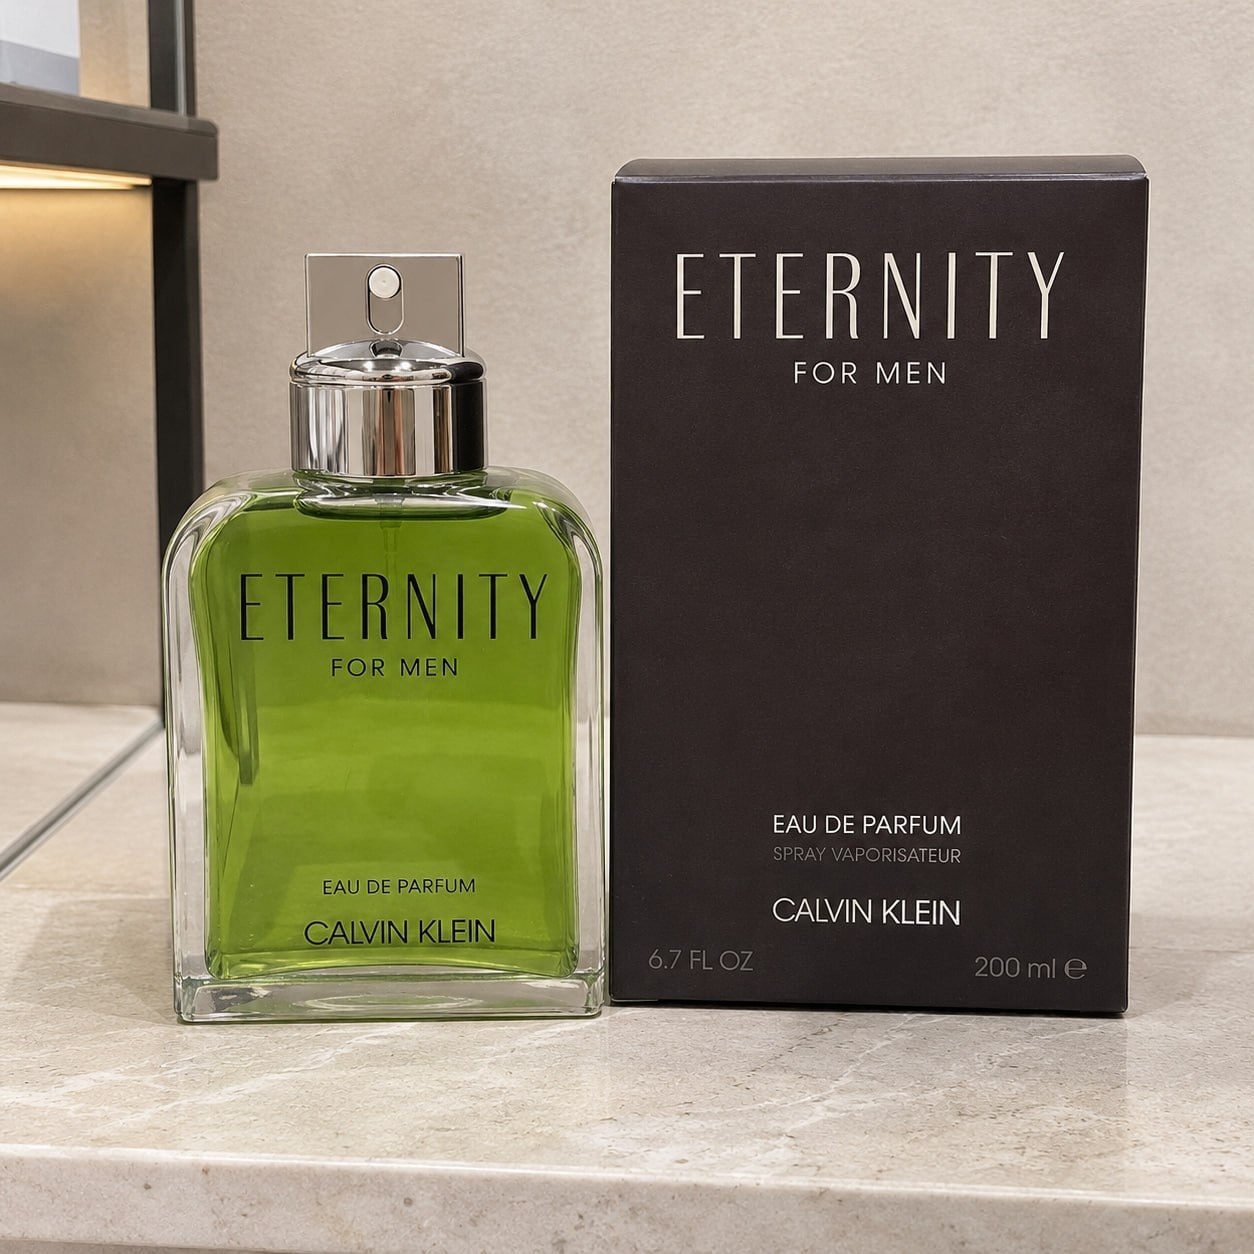 ETERNITY
FOR MEN
EAU DE PARFUM
CALVIN KLEIN
ETERNITY
FOR MEN
EAU DE PARFUM
SPRAY VAPORISATEUR
CALVIN KLEIN
6.7 FL OZ 200 ml ℮